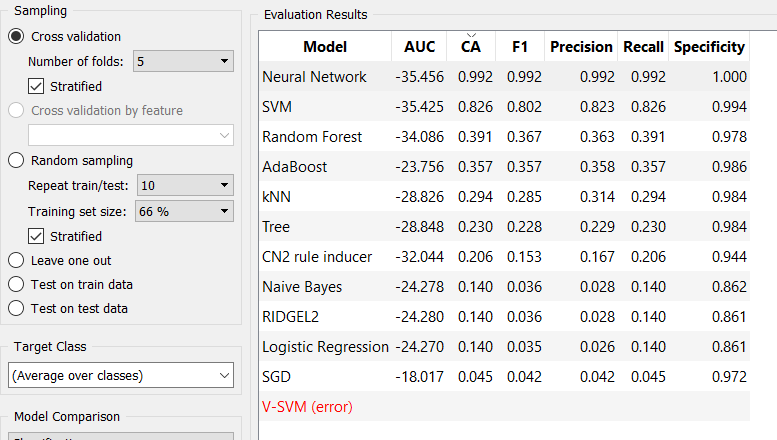 Sampling
Cross validation
Number of folds: 5
Stratified
Cross validation by feature
Random sampling
Repeat train/test: 10
Training set size: 66 %
Stratified
Leave one out
Test on train data
Test on test data
Target Class
(Average over classes)
Model Comparison
Evaluation Results
Model AUC CA F1 Precision Recall Specificity
Neural Network -35.456 0.992 0.992 0.992 0.992 1.000
SVM -35.425 0.826 0.802 0.823 0.826 0.994
Random Forest -34.086 0.391 0.367 0.363 0.391 0.978
AdaBoost -23.756 0.357 0.357 0.358 0.357 0.986
kNN -28.826 0.294 0.285 0.314 0.294 0.984
Tree -28.848 0.230 0.228 0.229 0.230 0.984
CN2 rule inducer -32.044 0.206 0.153 0.167 0.206 0.944
Naive Bayes -24.278 0.140 0.036 0.028 0.140 0.862
RIDGEL2 -24.280 0.140 0.036 0.028 0.140 0.861
Logistic Regression -24.270 0.140 0.035 0.026 0.140 0.861
SGD -18.017 0.045 0.042 0.042 0.045 0.972
V-SVM (error)